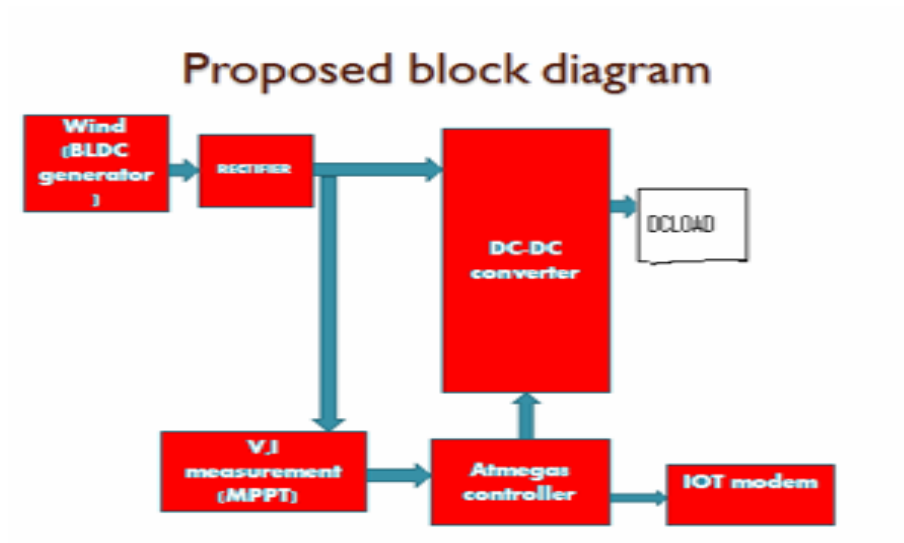 Proposed block diagram
Wind
(BLDC
generator
)
RECTIFIER
DC-DC
converter
DCLOAD
V,I
measurement
(MPPT)
Atmegas
controller
IOT modem